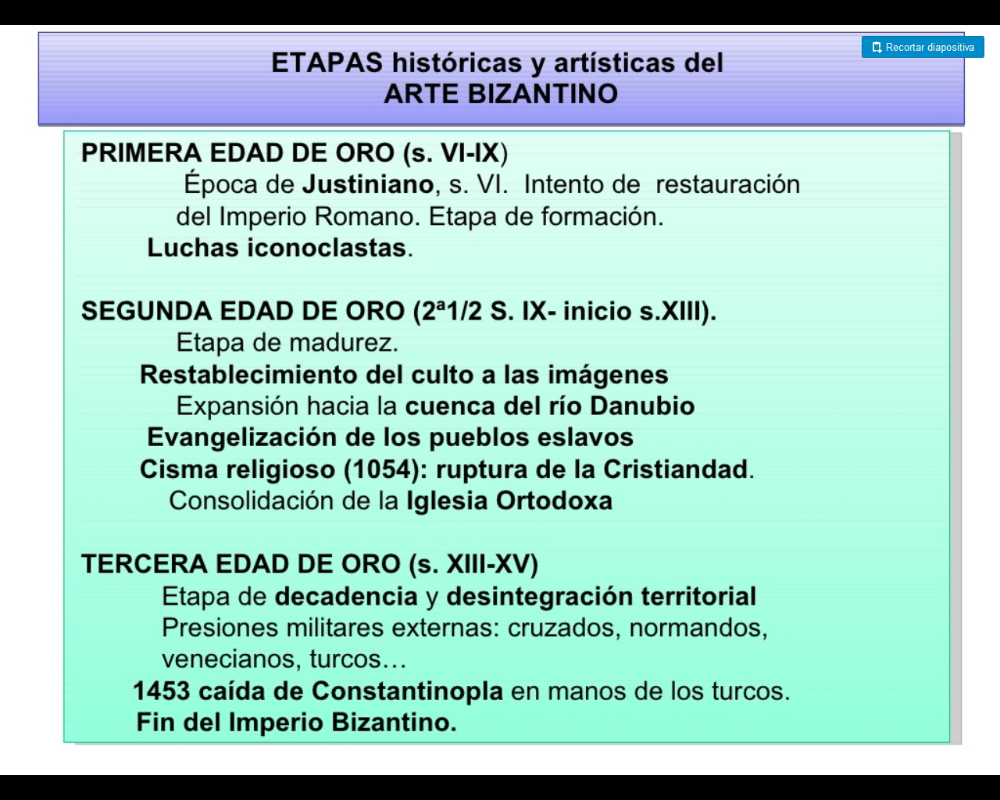 Recortar diapositiva
ETAPAS históricas y artísticas del
ARTE BIZANTINO
PRIMERA EDAD DE ORO (s. VI-IX)
Época de Justiniano, s. VI. Intento de restauración
del Imperio Romano. Etapa de formación.
Luchas iconoclastas.
SEGUNDA EDAD DE ORO (2ª1/2 S. IX- inicio s.XIII).
Etapa de madurez.
Restablecimiento del culto a las imágenes
Expansión hacia la cuenca del río Danubio
Evangelización de los pueblos eslavos
Cisma religioso (1054): ruptura de la Cristiandad.
Consolidación de la Iglesia Ortodoxa
TERCERA EDAD DE ORO (s. XIII-XV)
Etapa de decadencia y desintegración territorial
Presiones militares externas: cruzados, normandos,
venecianos, turcos…
1453 caída de Constantinopla en manos de los turcos.
Fin del Imperio Bizantino.